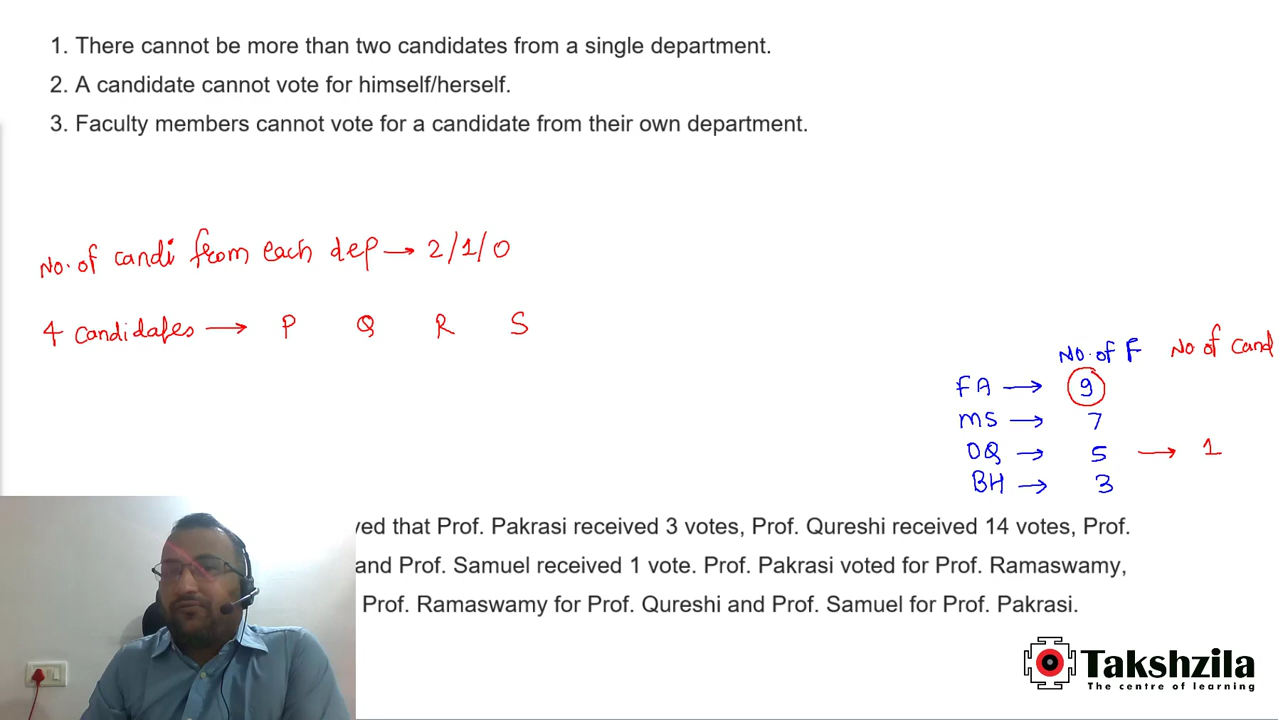 1. There cannot be more than two candidates from a single department.
2. A candidate cannot vote for himself/herself.
3. Faculty members cannot vote for a candidate from their own department.
No. of candi from each dep → 2/1/0
4 candidates → P Q R S
No. of F No of cand
FA → 9
MS → 7
OQ → 5 → 1
BH → 3
ved that Prof. Pakrasi received 3 votes, Prof. Qureshi received 14 votes, Prof.
and Prof. Samuel received 1 vote. Prof. Pakrasi voted for Prof. Ramaswamy,
Prof. Ramaswamy for Prof. Qureshi and Prof. Samuel for Prof. Pakrasi.
Takshzila
The centre of learning